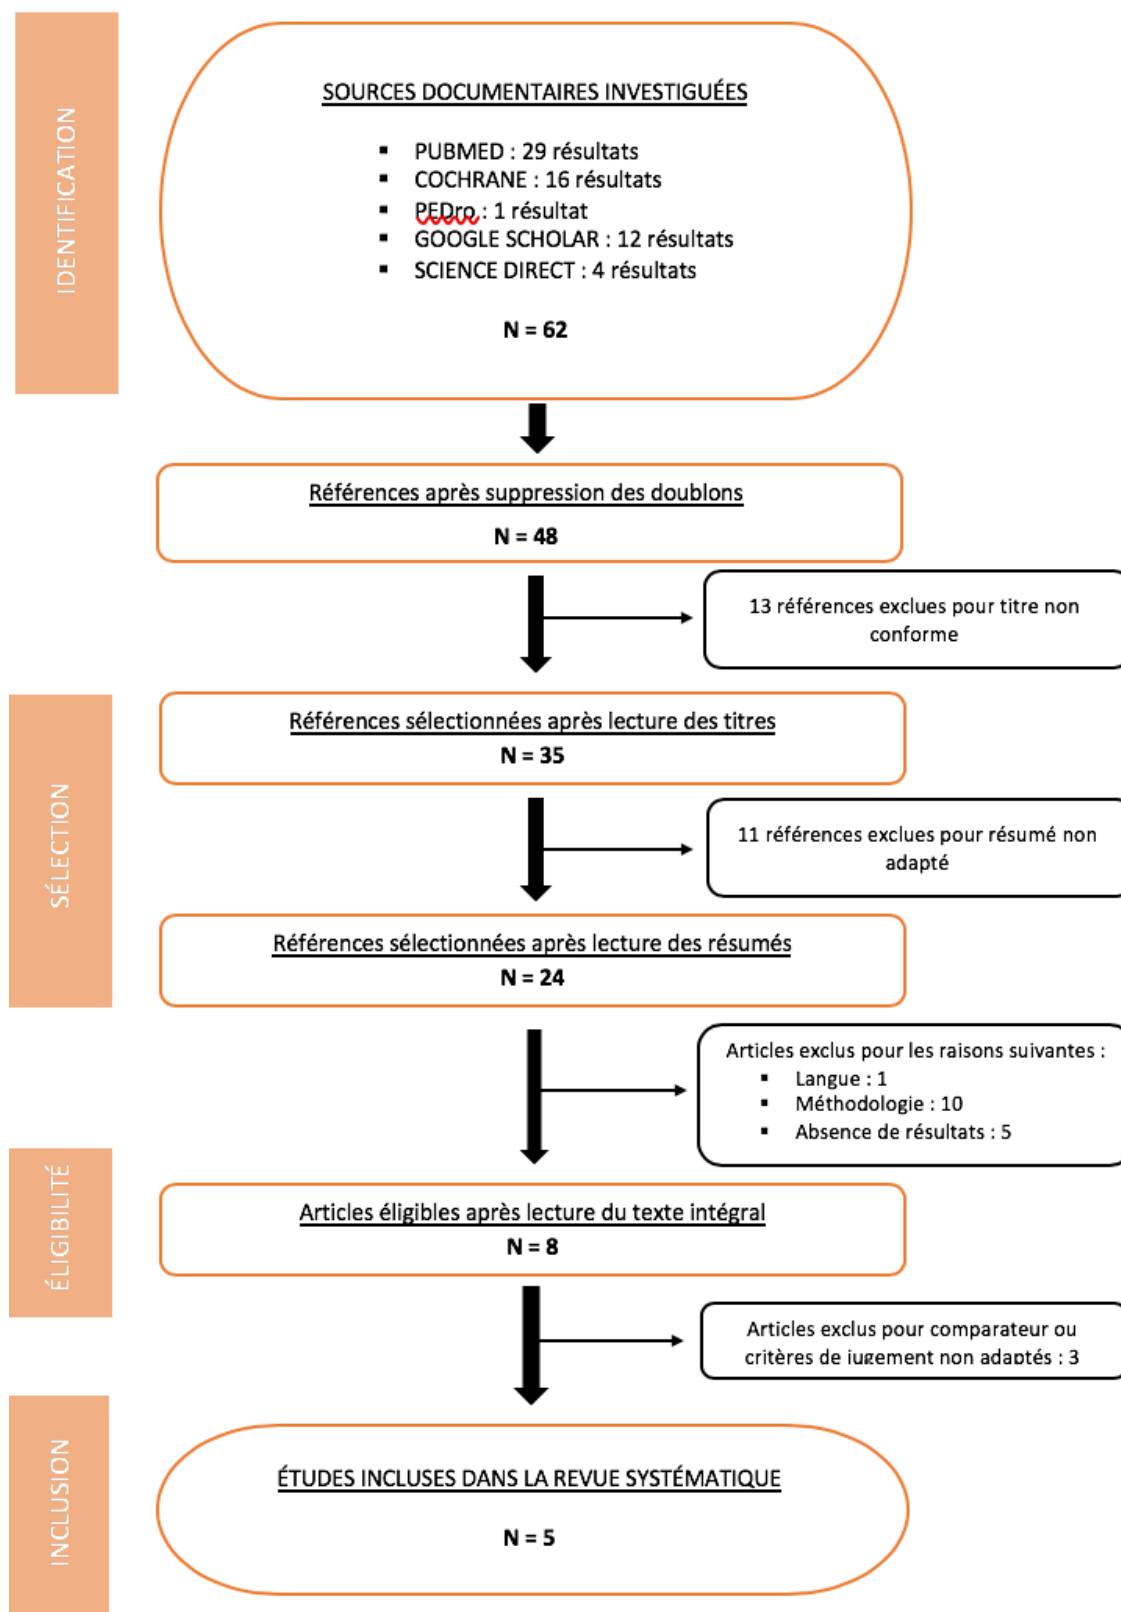 IDENTIFICATION
SOURCES DOCUMENTAIRES INVESTIGUÉES
▪ PUBMED : 29 résultats
▪ COCHRANE : 16 résultats
▪ PEDro : 1 résultat
▪ GOOGLE SCHOLAR : 12 résultats
▪ SCIENCE DIRECT : 4 résultats
N = 62
Références après suppression des doublons
N = 48
13 références exclues pour titre non
conforme
SÉLECTION
Références sélectionnées après lecture des titres
N = 35
11 références exclues pour résumé non
adapté
Références sélectionnées après lecture des résumés
N = 24
Articles exclus pour les raisons suivantes :
▪ Langue : 1
▪ Méthodologie : 10
▪ Absence de résultats : 5
ÉLIGIBILITÉ
Articles éligibles après lecture du texte intégral
N = 8
Articles exclus pour comparateur ou
critères de jugement non adaptés : 3
INCLUSION
ÉTUDES INCLUSES DANS LA REVUE SYSTÉMATIQUE
N = 5